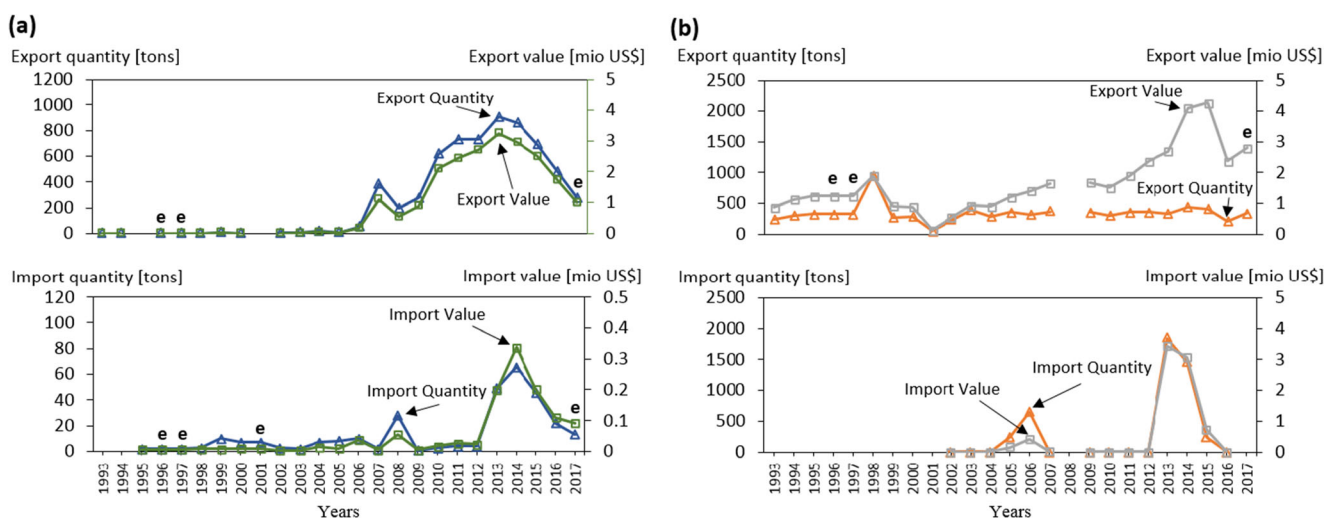 (a)
Export quantity [tons] Export value [mio US$]
1200 5
1000 4
800 3
600 2
400 1
200 0
0
Export Quantity
Export Value
e e e
Import quantity [tons] Import value [mio US$]
120 0.5
100 0.4
80 0.3
60 0.2
40 0.1
20 0
0
Import Value
Import Quantity
e e e e
1993 1994 1995 1996 1997 1998 1999 2000 2001 2002 2003 2004 2005 2006 2007 2008 2009 2010 2011 2012 2013 2014 2015 2016 2017
Years
(b)
Export quantity [tons] Export value [mio US$]
2500 5
2000 4
1500 3
1000 2
500 1
0 0
Export Value
Export Quantity
e e e
Import quantity [tons] Import value [mio US$]
2500 5
2000 4
1500 3
1000 2
500 1
0 0
Import Value
Import Quantity
1993 1994 1995 1996 1997 1998 1999 2000 2001 2002 2003 2004 2005 2006 2007 2008 2009 2010 2011 2012 2013 2014 2015 2016 2017
Years